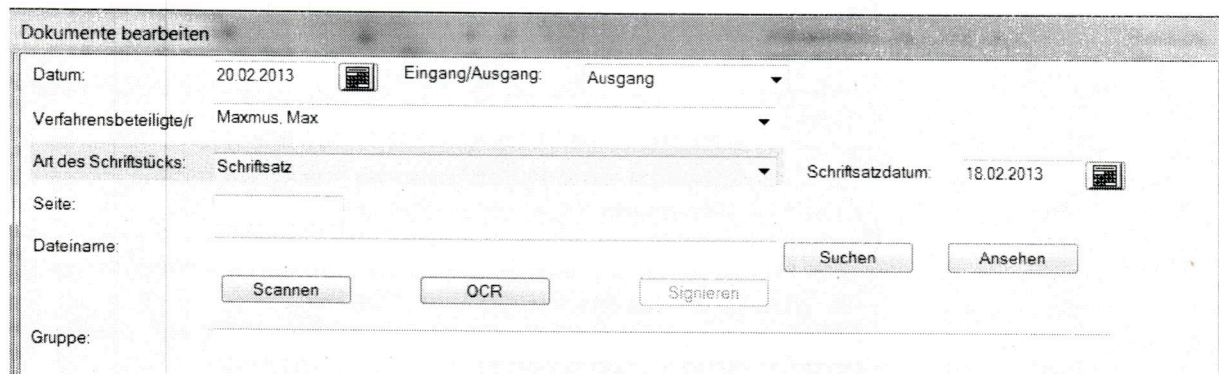 Dokumente bearbeiten
Datum: 20.02.2013 Eingang/Ausgang: Ausgang
Verfahrensbeteiligte/r Maxmus, Max
Art des Schriftstücks: Schriftsatz Schriftsatzdatum: 18.02.2013
Seite:
Dateiname:
Suchen Ansehen
Scannen OCR Signieren
Gruppe: